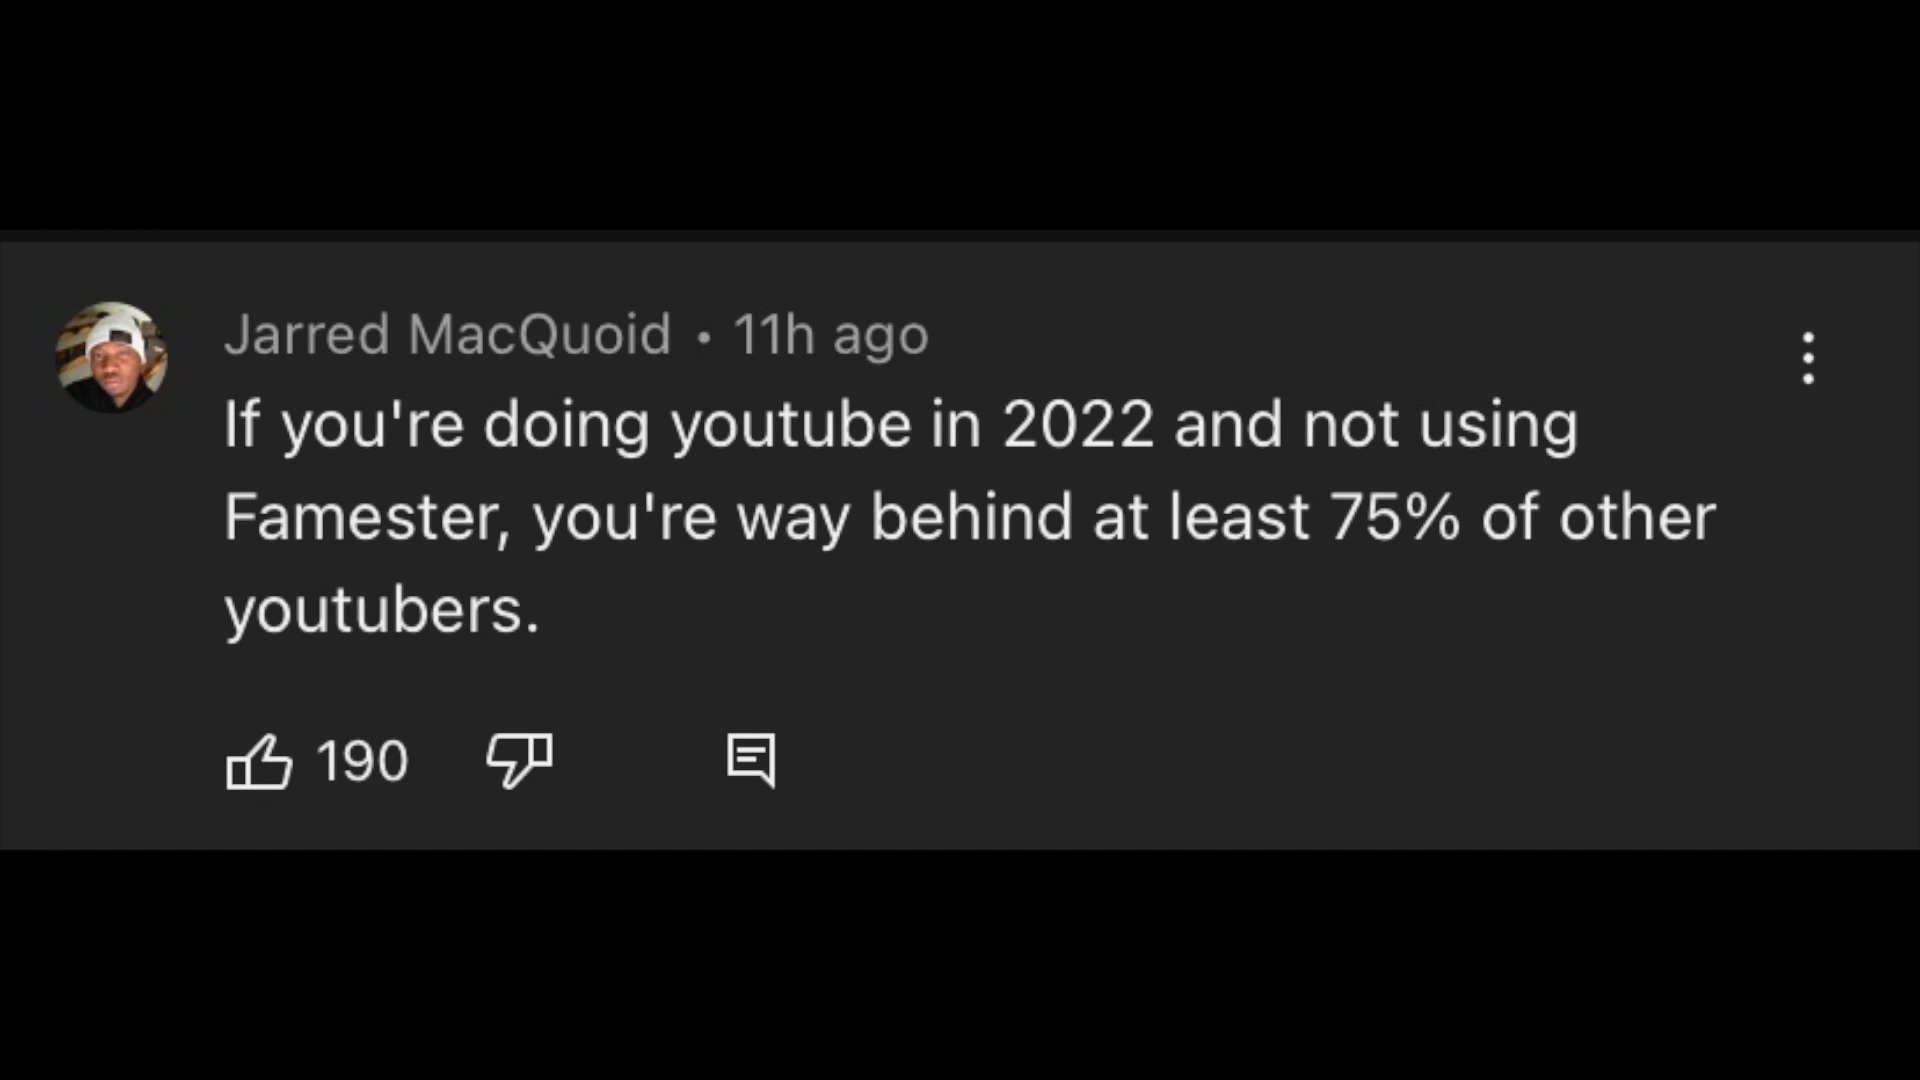 Jarred MacQuoid • 11h ago
If you're doing youtube in 2022 and not using
Famester, you're way behind at least 75% of other
youtubers.
190